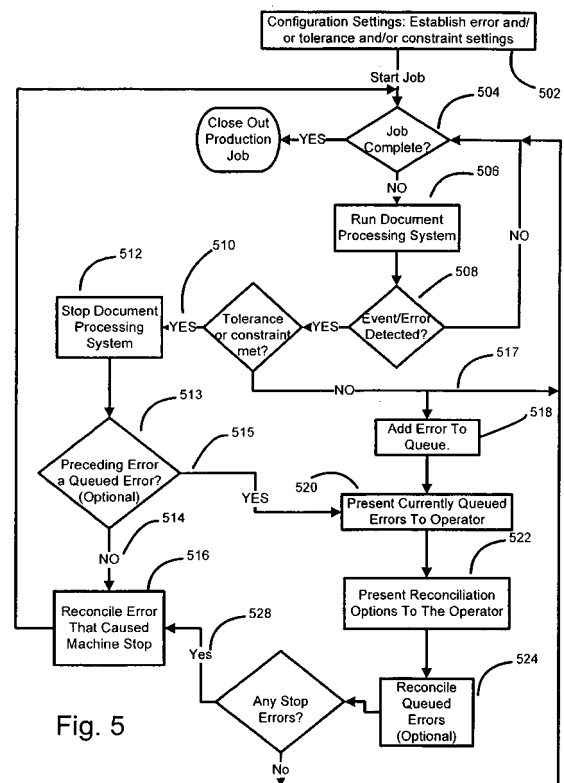 Configuration Settings: Establish error and/
or tolerance and/or constraint settings
502
Start Job
504
Close Out
Production
Job
YES
Job
Complete?
NO
506
Run Document
Processing System
NO
508
510
512
Stop Document
Processing
System
YES
Tolerance
or constraint
met?
YES
Event/Error
Detected?
517
NO
513
518
Add Error To
Queue.
515
Preceding Error
a Queued Error?
(Optional)
520
YES
Present Currently Queued
Errors To Operator
514
NO
522
516
Present Reconciliation
Options To The Operator
Reconcile Error
That Caused
Machine Stop
528
Yes
524
Reconcile
Queued
Errors
(Optional)
Any Stop
Errors?
Fig. 5
No